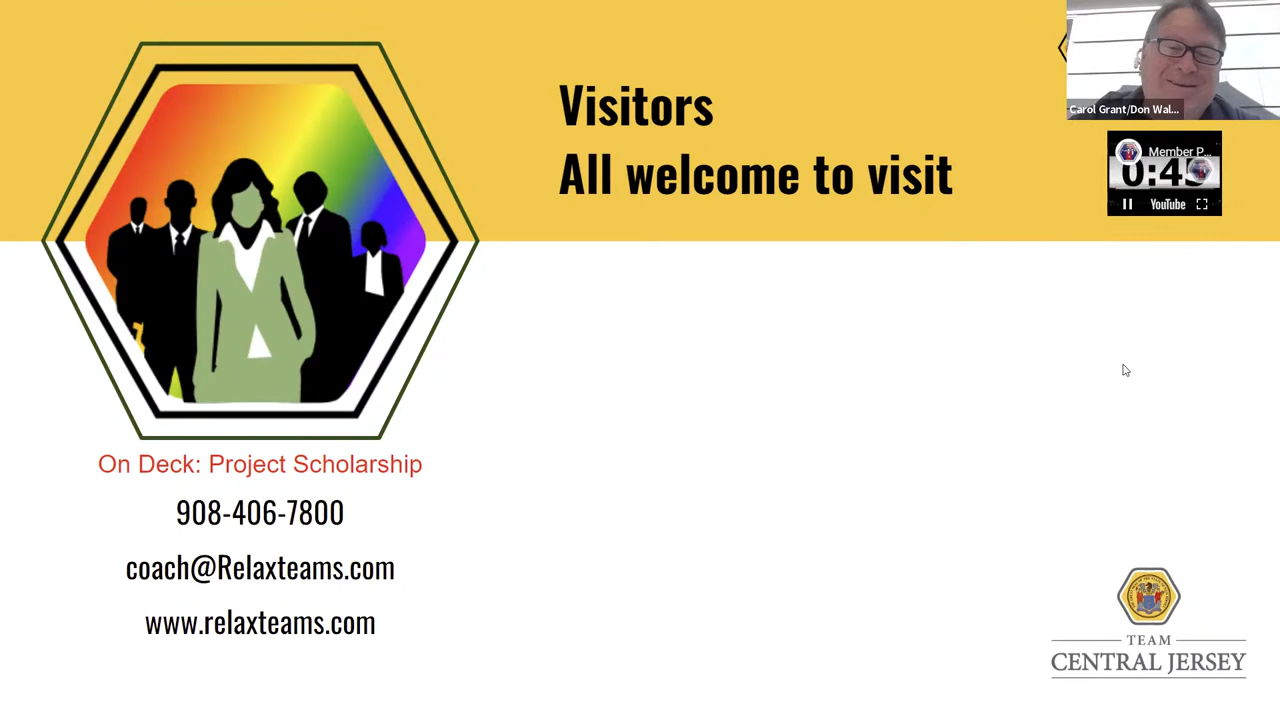 Visitors
All welcome to visit
Carol Grant/Don Wal...
Member P...
YouTube
On Deck: Project Scholarship
908-406-7800
coach@Relaxteams.com
www.relaxteams.com
TEAM
CENTRAL JERSEY